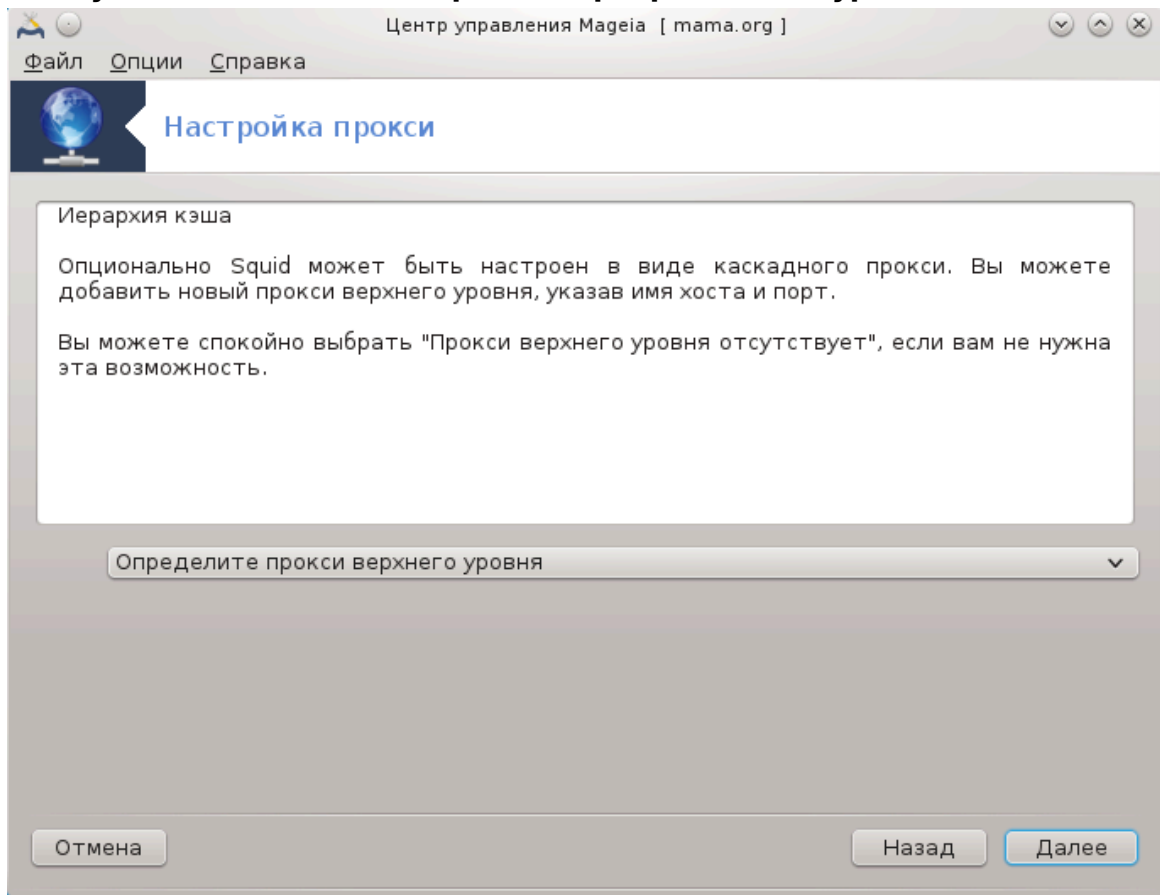 Центр управления Mageia [ mama.org ]
Файл Опции Справка
Настройка прокси
Иерархия кэша
Опционально Squid может быть настроен в виде каскадного прокси. Вы можете
добавить новый прокси верхнего уровня, указав имя хоста и порт.
Вы можете спокойно выбрать "Прокси верхнего уровня отсутствует", если вам не нужна
эта возможность.
Определите прокси верхнего уровня
Отмена
Назад
Далее